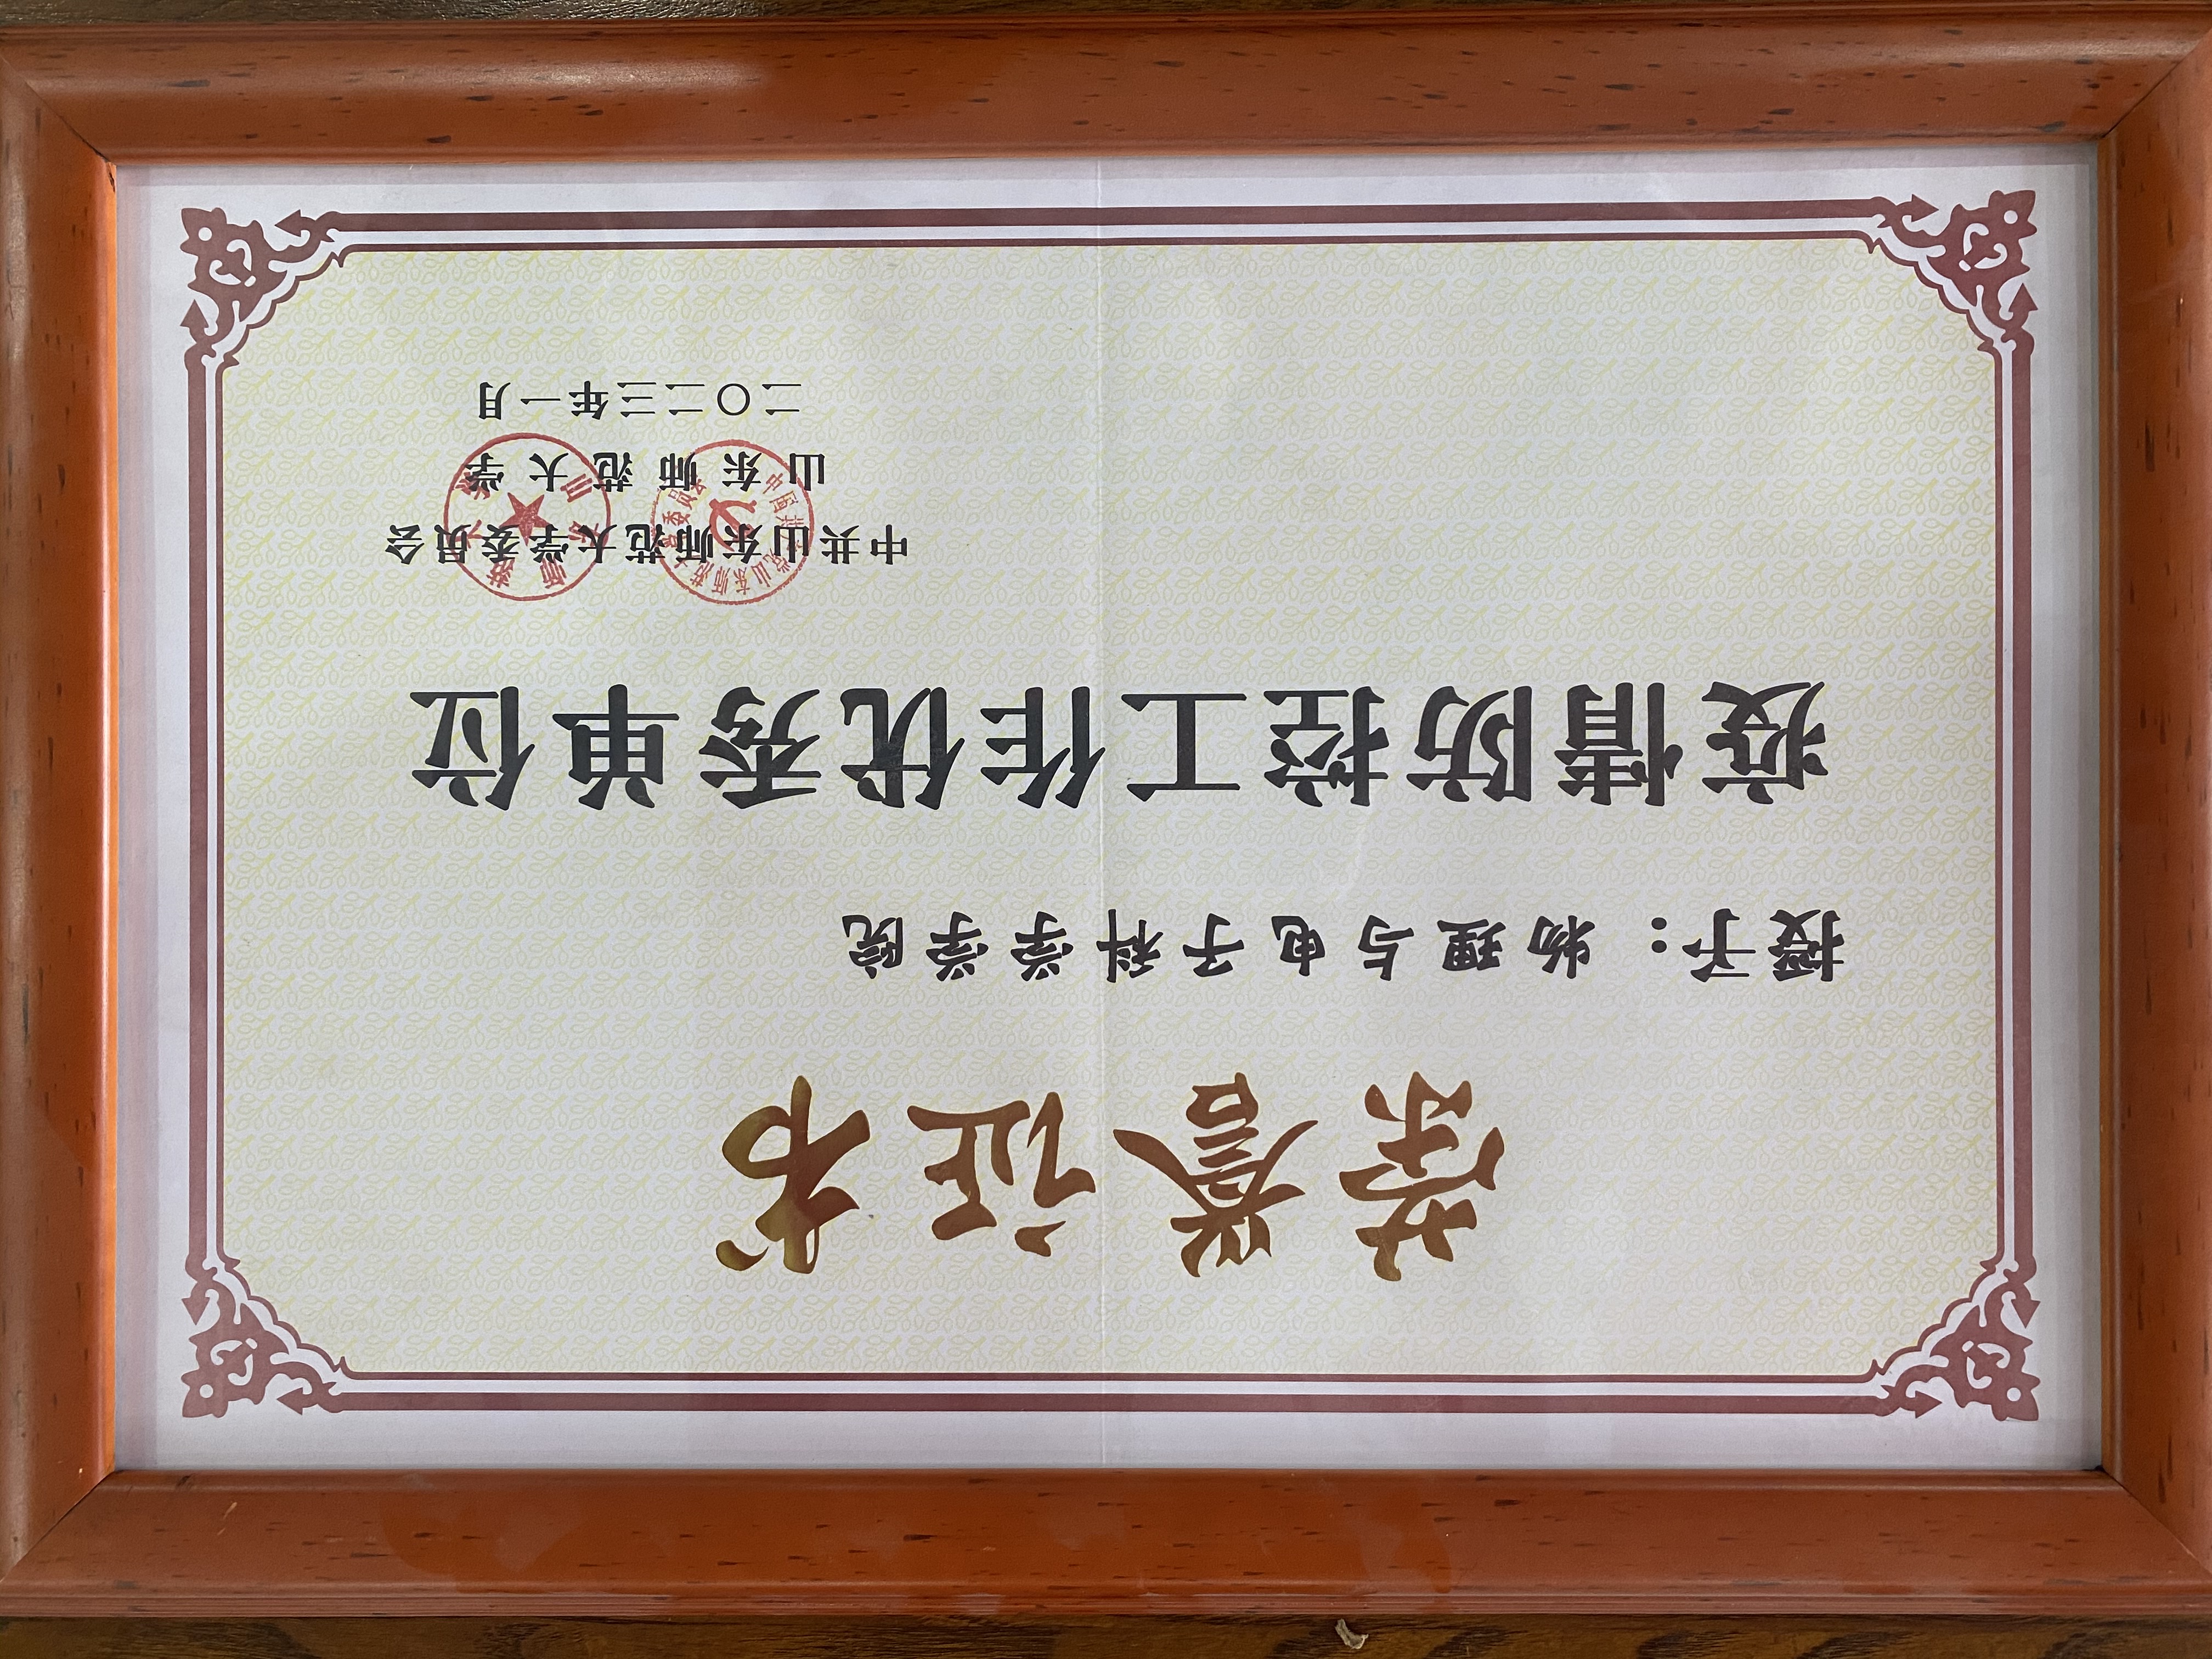 荣誉证书
授予：物理与电子科学学院
疫情防控工作优秀单位
中共山东师范大学委员会
山东师范大学
二〇二三年一月